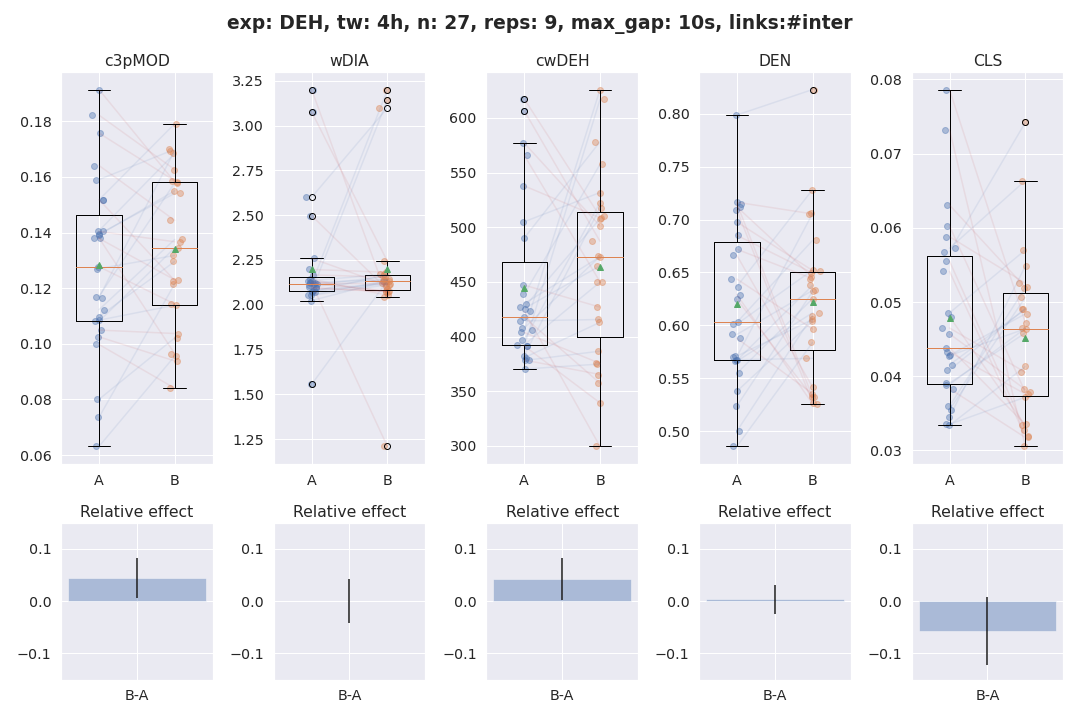 exp: DEH, tw: 4h, n: 27, reps: 9, max_gap: 10s, links:#inter
c3pMOD
wDIA
cwDEH
DEN
CLS
0.18
0.16
0.14
0.12
0.10
0.08
0.06
A
B
3.25
3.00
2.75
2.50
2.25
2.00
1.75
1.50
1.25
A
B
600
550
500
450
400
350
300
A
B
0.80
0.75
0.70
0.65
0.60
0.55
0.50
A
B
0.08
0.07
0.06
0.05
0.04
0.03
A
B
Relative effect
0.1
0.0
−0.1
B-A
Relative effect
0.1
0.0
−0.1
B-A
Relative effect
0.1
0.0
−0.1
B-A
Relative effect
0.1
0.0
−0.1
B-A
Relative effect
0.1
0.0
−0.1
B-A